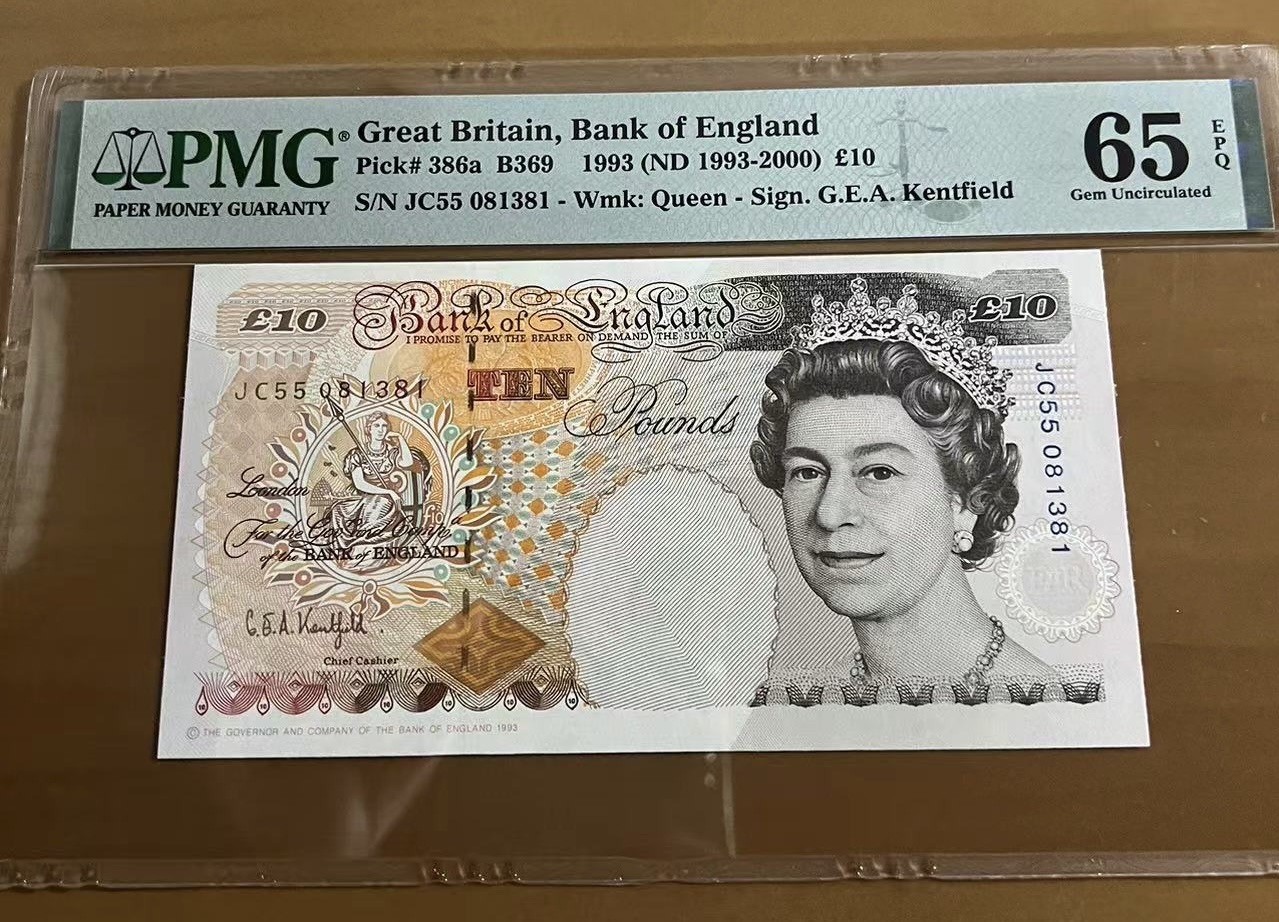 PMG®
PAPER MONEY GUARANTY
Great Britain, Bank of England
Pick# 386a B369 1993 (ND 1993-2000) £10
S/N JC55 081381 - Wmk: Queen - Sign. G.E.A. Kentfield
65
EPQ
Gem Uncirculated
£10
Bank of England
£10
I PROMISE TO PAY THE BEARER ON DEMAND THE SUM OF
JC55 081381
TEN
Pounds
JC55 081381
London
For the Gov.r and Comp.a
of the BANK of ENGLAND
G.E.A. Kentfield
Chief Cashier
© THE GOVERNOR AND COMPANY OF THE BANK OF ENGLAND 1993